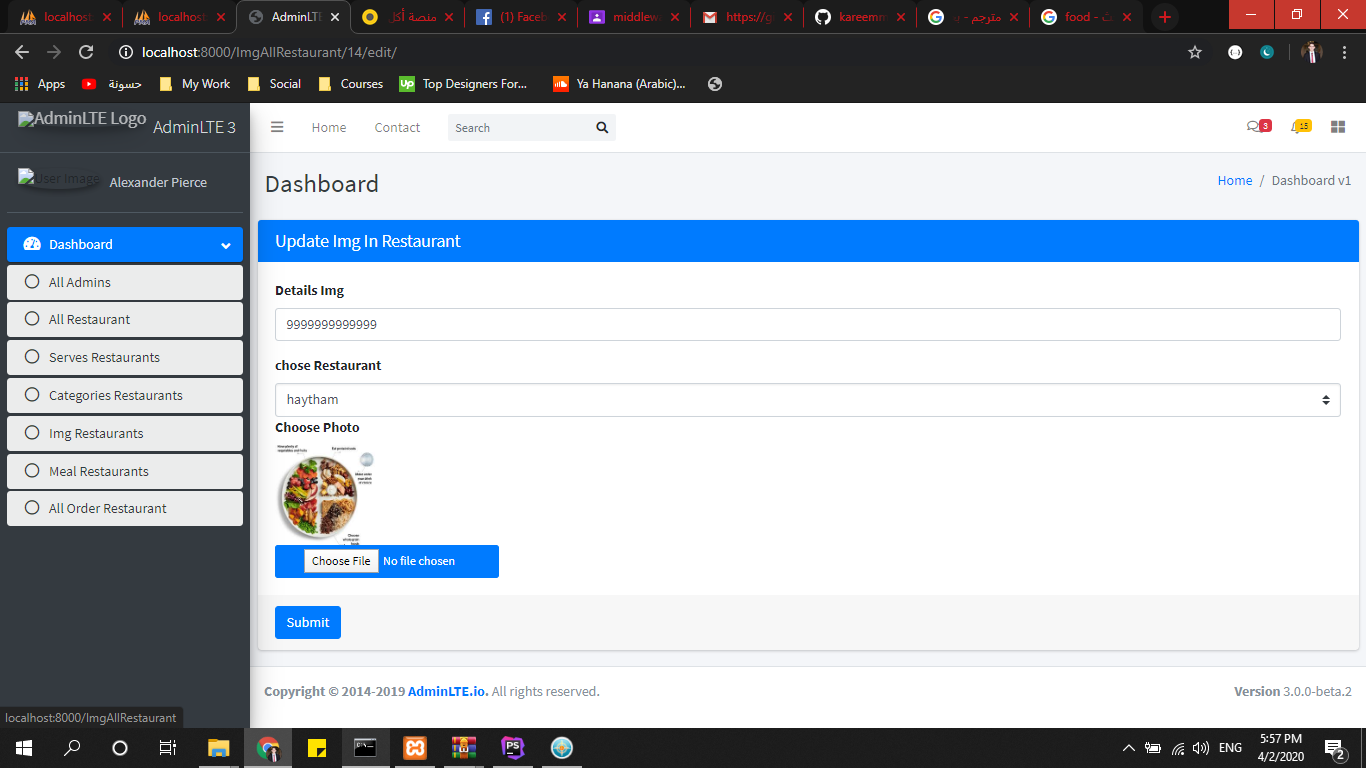 localhost
localhost
AdminLTE
منصة أكل
(1) Faceb
middlewa
https://g
kareemm
مترجم -
food -
localhost:8000/ImgAllRestaurant/14/edit/
Apps
حسونة
My Work
Social
Courses
Up Top Designers For...
Ya Hanana (Arabic)...
AdminLTE Logo AdminLTE 3
Home
Contact
Search
3
15
User Image Alexander Pierce
Dashboard
Home / Dashboard v1
Dashboard
All Admins
All Restaurant
Serves Restaurants
Categories Restaurants
Img Restaurants
Meal Restaurants
All Order Restaurant
Update Img In Restaurant
Details Img
9999999999999
chose Restaurant
haytham
Choose Photo
Choose File No file chosen
Submit
Copyright © 2014-2019 AdminLTE.io. All rights reserved.
Version 3.0.0-beta.2
localhost:8000/ImgAllRestaurant
PS
ENG
5:57 PM
4/2/2020
2